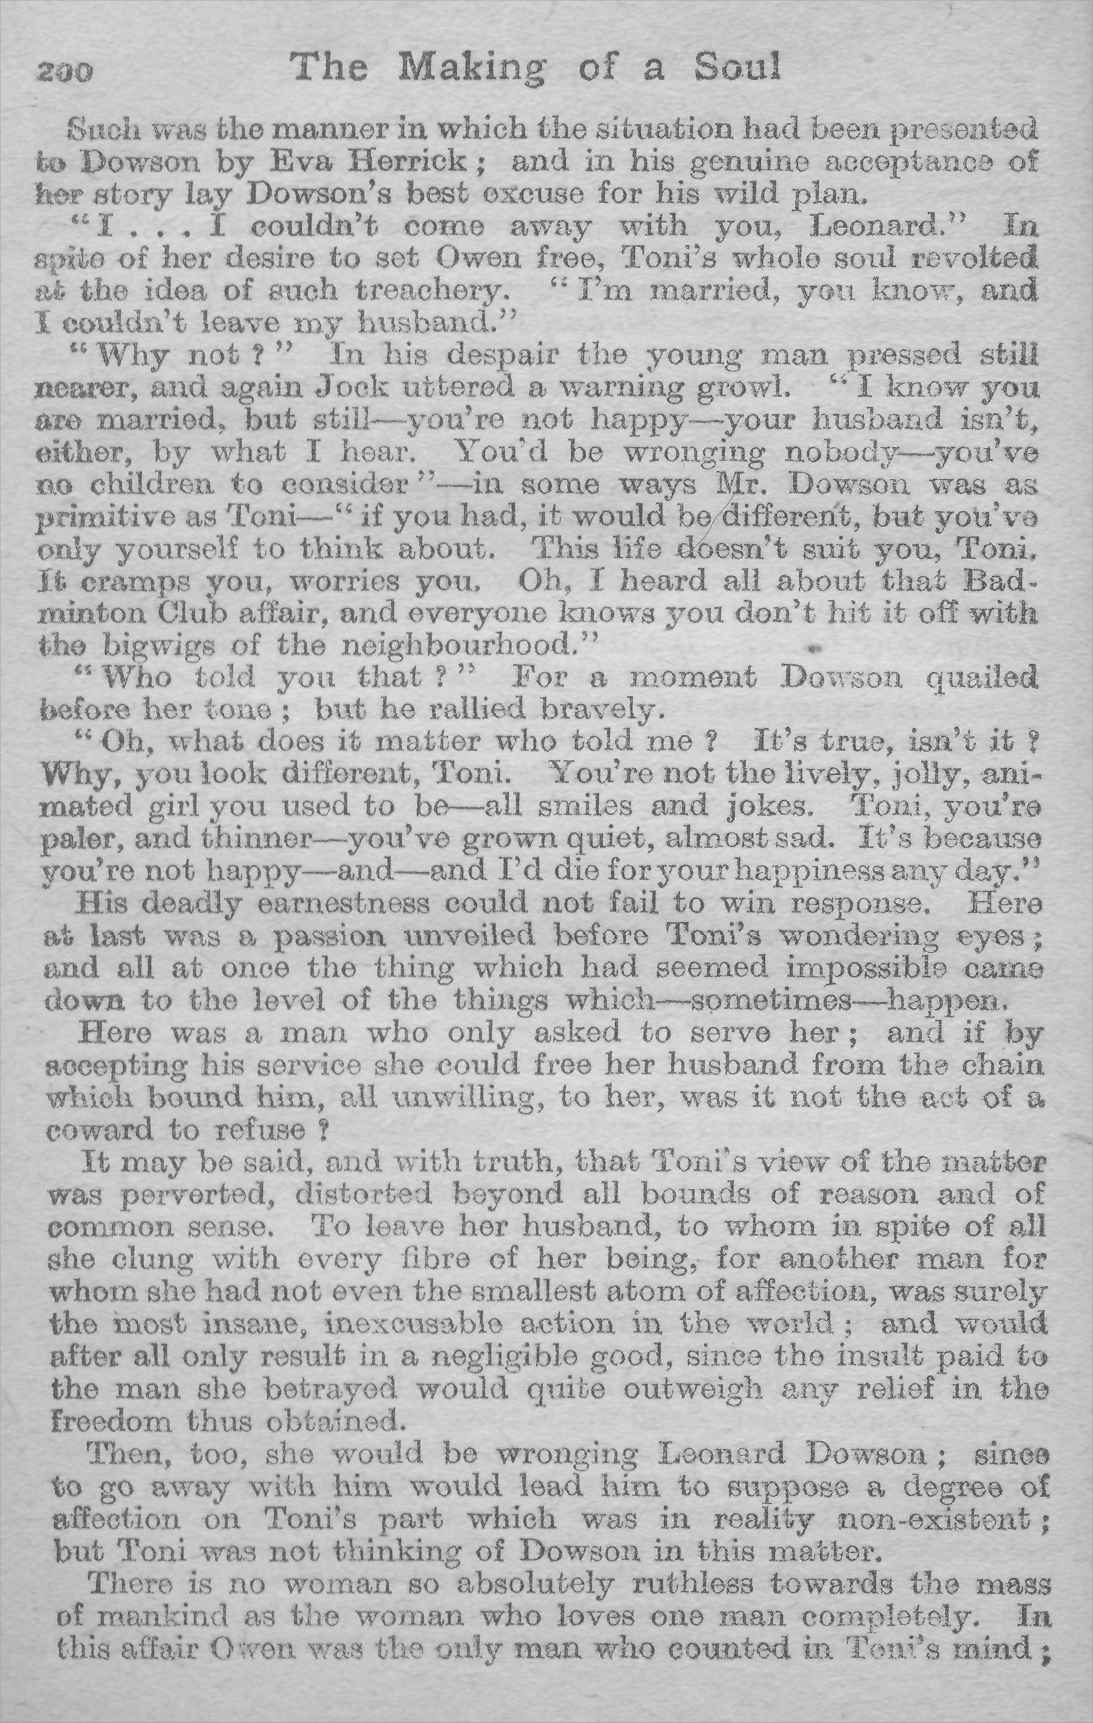 200 The Making of a Soul
Such was the manner in which the situation had been presented
to Dowson by Eva Herrick; and in his genuine acceptance of
her story lay Dowson's best excuse for his wild plan.
"I . . . I couldn't come away with you, Leonard." In
spite of her desire to set Owen free, Toni's whole soul revolted
at the idea of such treachery. "I'm married, you know, and
I couldn't leave my husband."
"Why not?" In his despair the young man pressed still
nearer, and again Jock uttered a warning growl. "I know you
are married, but still—you're not happy—your husband isn't,
either, by what I hear. You'd be wronging nobody—you've
no children to consider"—in some ways Mr. Dowson was as
primitive as Toni—"if you had, it would be different, but you've
only yourself to think about. This life doesn't suit you, Toni.
It cramps you, worries you. Oh, I heard all about that Bad-
minton Club affair, and everyone knows you don't hit it off with
the bigwigs of the neighbourhood."
"Who told you that?" For a moment Dowson quailed
before her tone; but he rallied bravely.
"Oh, what does it matter who told me? It's true, isn't it?
Why, you look different, Toni. You're not the lively, jolly, ani-
mated girl you used to be—all smiles and jokes. Toni, you're
paler, and thinner—you've grown quiet, almost sad. It's because
you're not happy—and—and I'd die for your happiness any day."
His deadly earnestness could not fail to win response. Here
at last was a passion unveiled before Toni's wondering eyes;
and all at once the thing which had seemed impossible came
down to the level of the things which—sometimes—happen.
Here was a man who only asked to serve her; and if by
accepting his service she could free her husband from the chain
which bound him, all unwilling, to her, was it not the act of a
coward to refuse?
It may be said, and with truth, that Toni's view of the matter
was perverted, distorted beyond all bounds of reason and of
common sense. To leave her husband, to whom in spite of all
she clung with every fibre of her being, for another man for
whom she had not even the smallest atom of affection, was surely
the most insane, inexcusable action in the world; and would
after all only result in a negligible good, since the insult paid to
the man she betrayed would quite outweigh any relief in the
freedom thus obtained.
Then, too, she would be wronging Leonard Dowson; since
to go away with him would lead him to suppose a degree of
affection on Toni's part which was in reality non-existent;
but Toni was not thinking of Dowson in this matter.
There is no woman so absolutely ruthless towards the mass
of mankind as the woman who loves one man completely. In
this affair Owen was the only man who counted in Toni's mind;